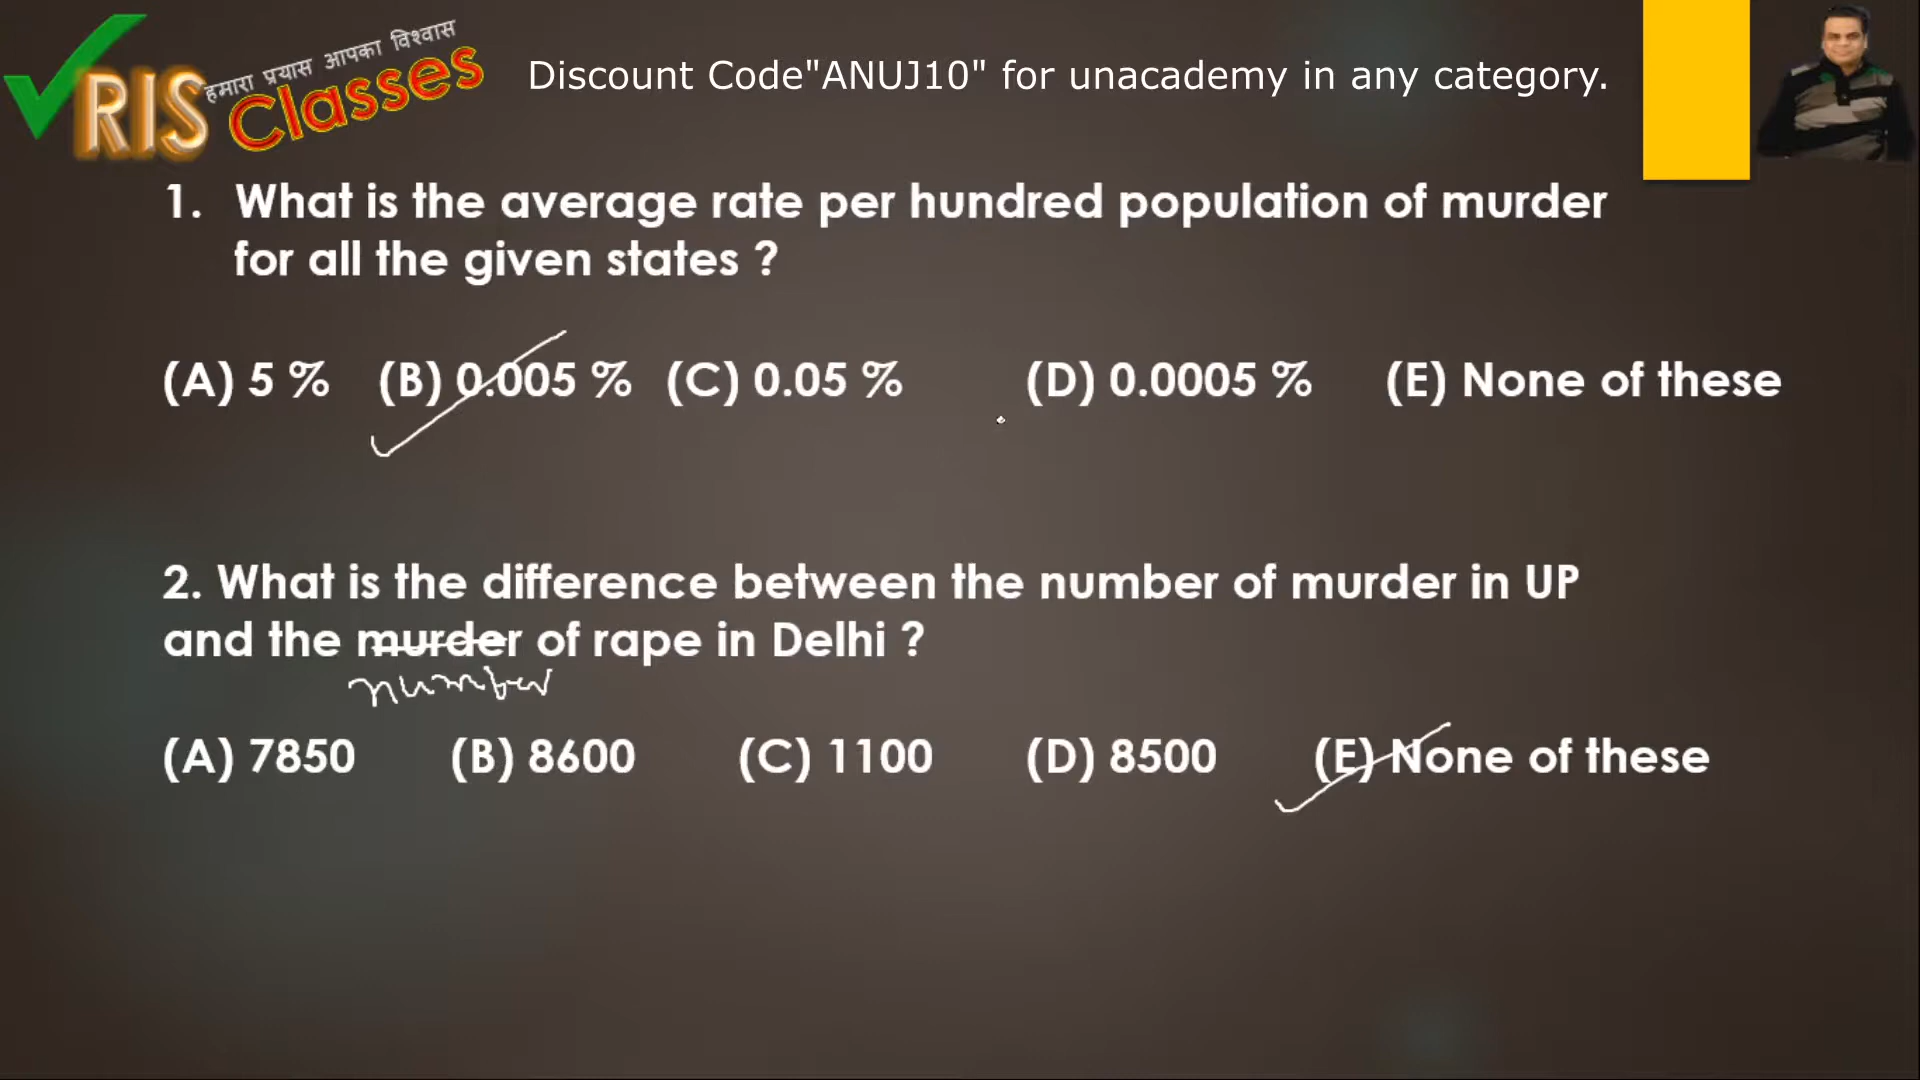 RIS
हमारा प्रयास आपका विश्वास
Classes
Discount Code"ANUJ10" for unacademy in any category.
1. What is the average rate per hundred population of murder
for all the given states ?
(A) 5 % (B) 0.005 % (C) 0.05 % (D) 0.0005 % (E) None of these
2. What is the difference between the number of murder in UP
and the murder of rape in Delhi ?
number
(A) 7850 (B) 8600 (C) 1100 (D) 8500 (E) None of these